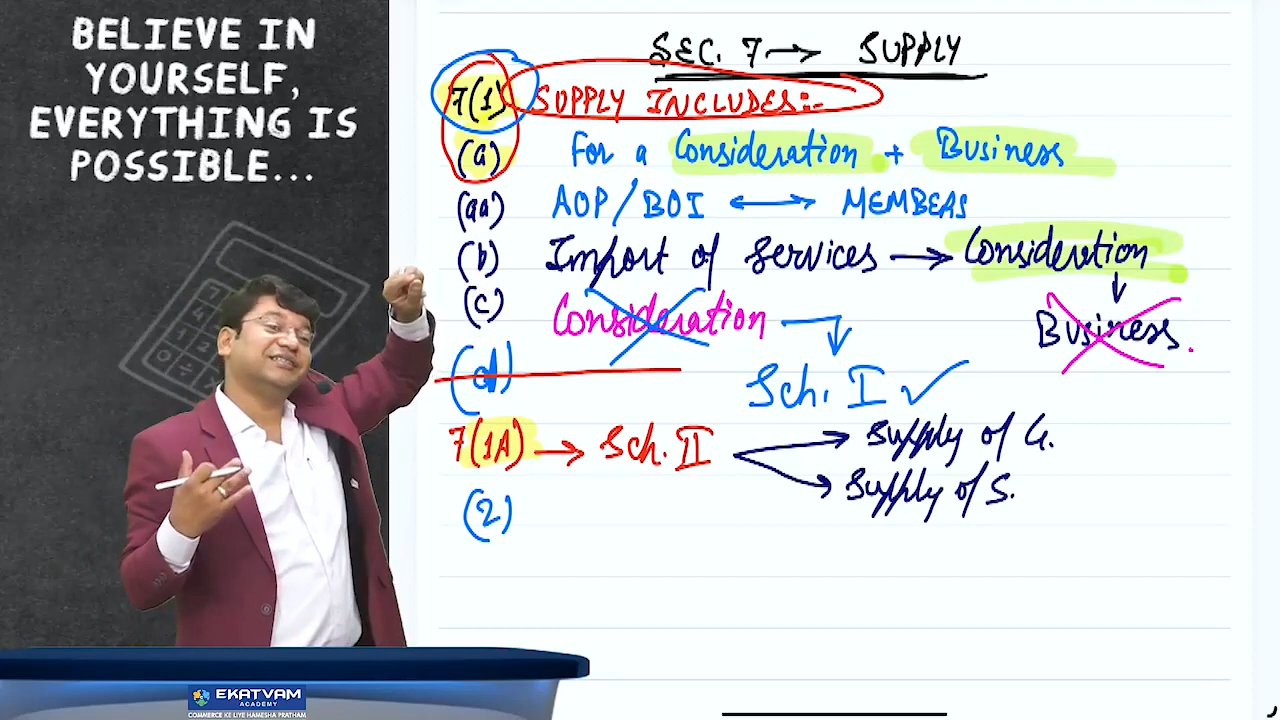 BELIEVE IN
YOURSELF,
EVERYTHING IS
POSSIBLE...
SEC. 7 → SUPPLY
7(1) SUPPLY INCLUDES:-
(a) For a Consideration + Business
(aa) AOP/BOI ↔ MEMBERS
(b) Import of Services → Consideration
↓
Business.
(c) Consideration
Sch. I ✓
(d)
7(1A) → Sch. II
Supply of G.
Supply of S.
(2)
EKATVAM
ACADEMY
COMMERCE KE LIYE HAMESHA PRATHAM